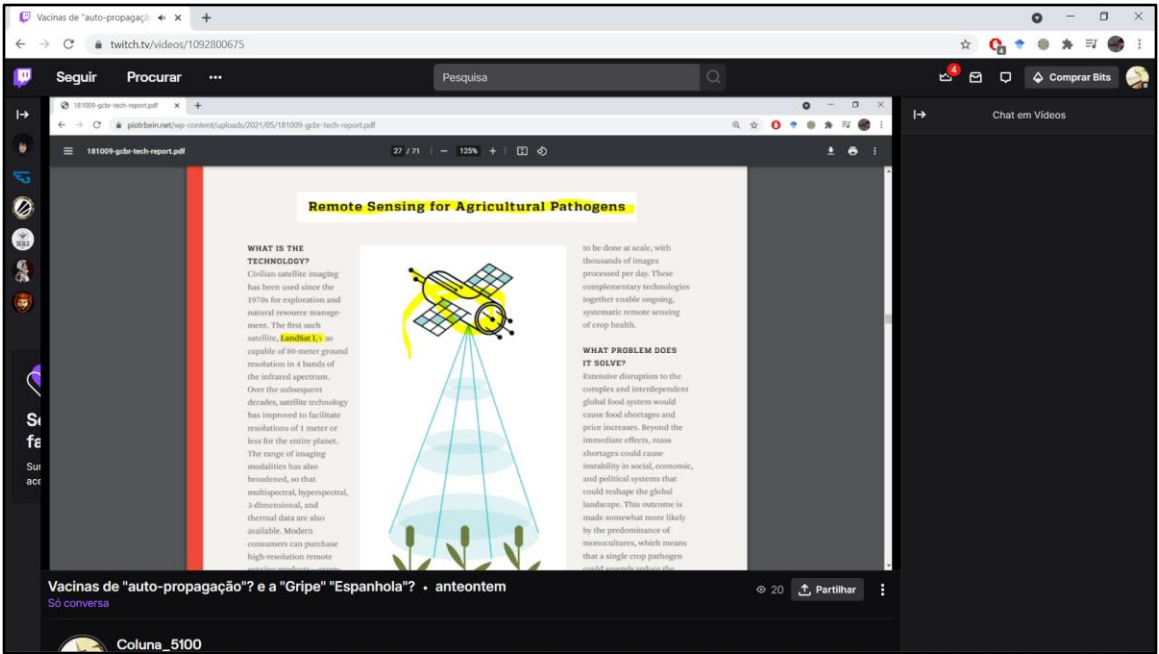 Vacinas de "auto-propagaçã
twitch.tv/videos/1092800675
4
Seguir
Procurar
Pesquisa
4
Comprar Bits
181009-gcbr-tech-report.pdf
piotrbein.net/wp-content/uploads/2021/05/181009-gcbr-tech-report.pdf
181009-gcbr-tech-report.pdf
27 / 71
125%
Chat em Vídeos
Remote Sensing for Agricultural Pathogens
WHAT IS THE
TECHNOLOGY?
Civilian satellite imaging
has been used since the
1970s for exploration and
natural resource manage-
ment. The first such
satellite, LandSat 1, as
capable of 80-meter ground
resolution in 4 bands of
the infrared spectrum.
Over the subsequent
decades, satellite technology
has improved to facilitate
resolutions of 1 meter or
less for the entire planet.
The range of imaging
modalities has also
broadened, so that
multispectral, hyperspectral,
3-dimensional, and
thermal data are also
available. Modern
consumers can purchase
high-resolution remote
to be done at scale, with
thousands of images
processed per day. These
complementary technologies
together enable ongoing,
systematic remote sensing
of crop health.
WHAT PROBLEM DOES
IT SOLVE?
Extensive disruption to the
complex and interdependent
global food system would
cause food shortages and
price increases. Beyond the
immediate effects, mass
shortages could cause
instability in social, economic,
and political systems that
could reshape the global
landscape. This outcome is
made somewhat more likely
by the predominance of
monocultures, which means
that a single crop pathogen
could severely reduce the
Se
fa
Sur
ace
Vacinas de "auto-propagação"? e a "Gripe" "Espanhola"? • anteontem
Só conversa
20
Partilhar
Coluna_5100